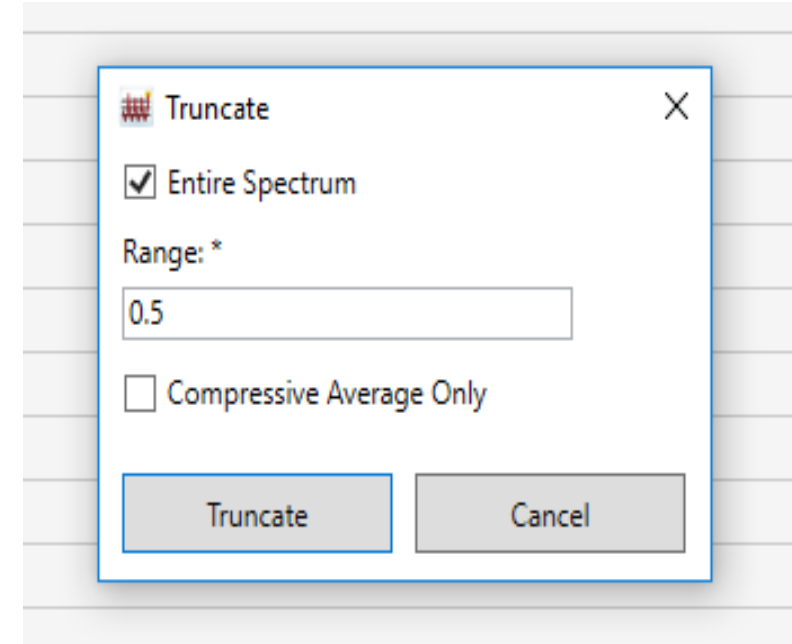 Truncate
Entire Spectrum
Range: *
0.5
Compressive Average Only
Truncate Cancel